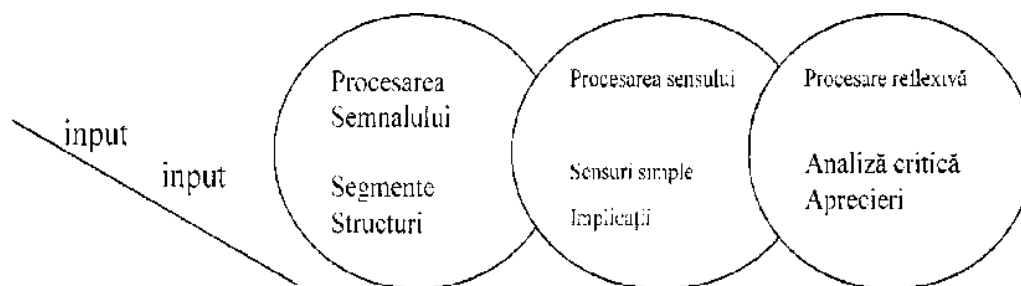 input
input
Procesarea
Semnalului
Segmente
Structuri
Procesarea sensului
Sensuri simple
Implicații
Procesare reflexivă
Analiză critică
Aprecieri